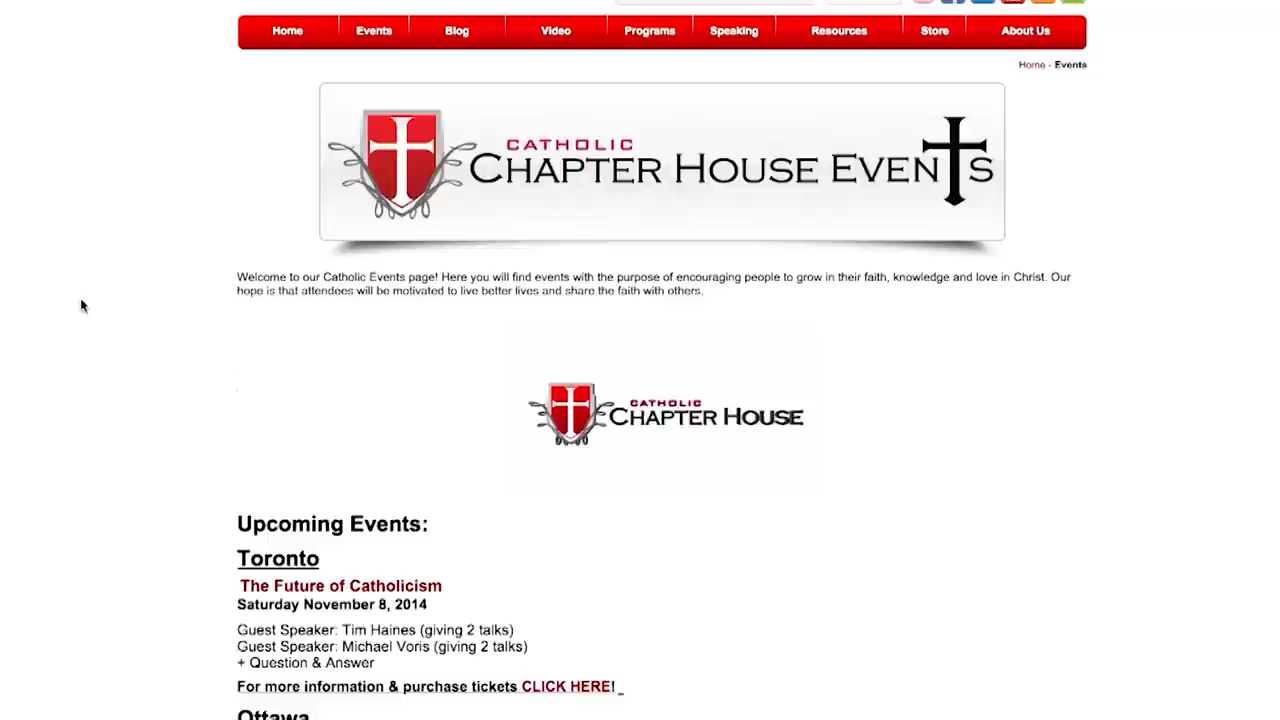 Home Events Blog Video Programs Speaking Resources Store About Us
Home - Events
CATHOLIC
CHAPTER HOUSE EVENTS
Welcome to our Catholic Events page! Here you will find events with the purpose of encouraging people to grow in their faith, knowledge and love in Christ. Our
hope is that attendees will be motivated to live better lives and share the faith with others.
CATHOLIC
CHAPTER HOUSE
Upcoming Events:
Toronto
The Future of Catholicism
Saturday November 8, 2014
Guest Speaker: Tim Haines (giving 2 talks)
Guest Speaker: Michael Voris (giving 2 talks)
+ Question & Answer
For more information & purchase tickets CLICK HERE!
Ottawa